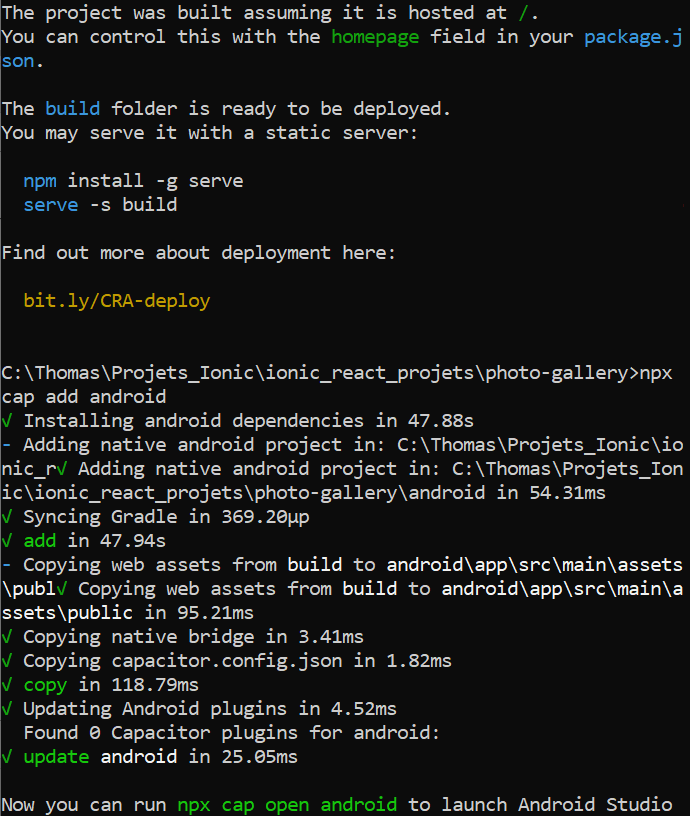 The project was built assuming it is hosted at /.
You can control this with the homepage field in your package.j
son.
The build folder is ready to be deployed.
You may serve it with a static server:
npm install -g serve
serve -s build
Find out more about deployment here:
bit.ly/CRA-deploy
C:\Thomas\Projets_Ionic\ionic_react_projets\photo-gallery>npx
cap add android
√ Installing android dependencies in 47.88s
- Adding native android project in: C:\Thomas\Projets_Ionic\io
nic_r√ Adding native android project in: C:\Thomas\Projets_Ion
ic\ionic_react_projets\photo-gallery\android in 54.31ms
√ Syncing Gradle in 369.20μp
√ add in 47.94s
- Copying web assets from build to android\app\src\main\assets
\publ√ Copying web assets from build to android\app\src\main\a
ssets\public in 95.21ms
√ Copying native bridge in 3.41ms
√ Copying capacitor.config.json in 1.82ms
√ copy in 118.79ms
√ Updating Android plugins in 4.52ms
Found 0 Capacitor plugins for android:
√ update android in 25.05ms
Now you can run npx cap open android to launch Android Studio